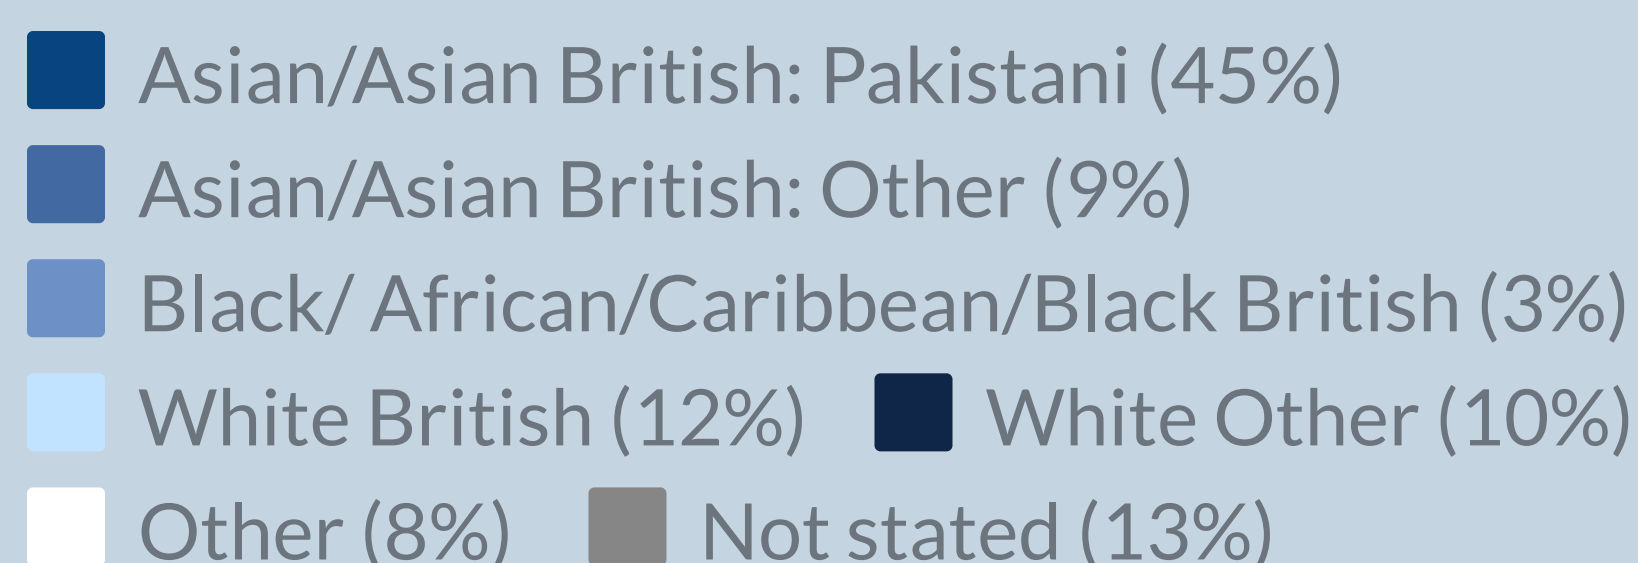 Asian/Asian British: Pakistani (45%)
Asian/Asian British: Other (9%)
Black/ African/Caribbean/Black British (3%)
White British (12%) White Other (10%)
Other (8%) Not stated (13%)